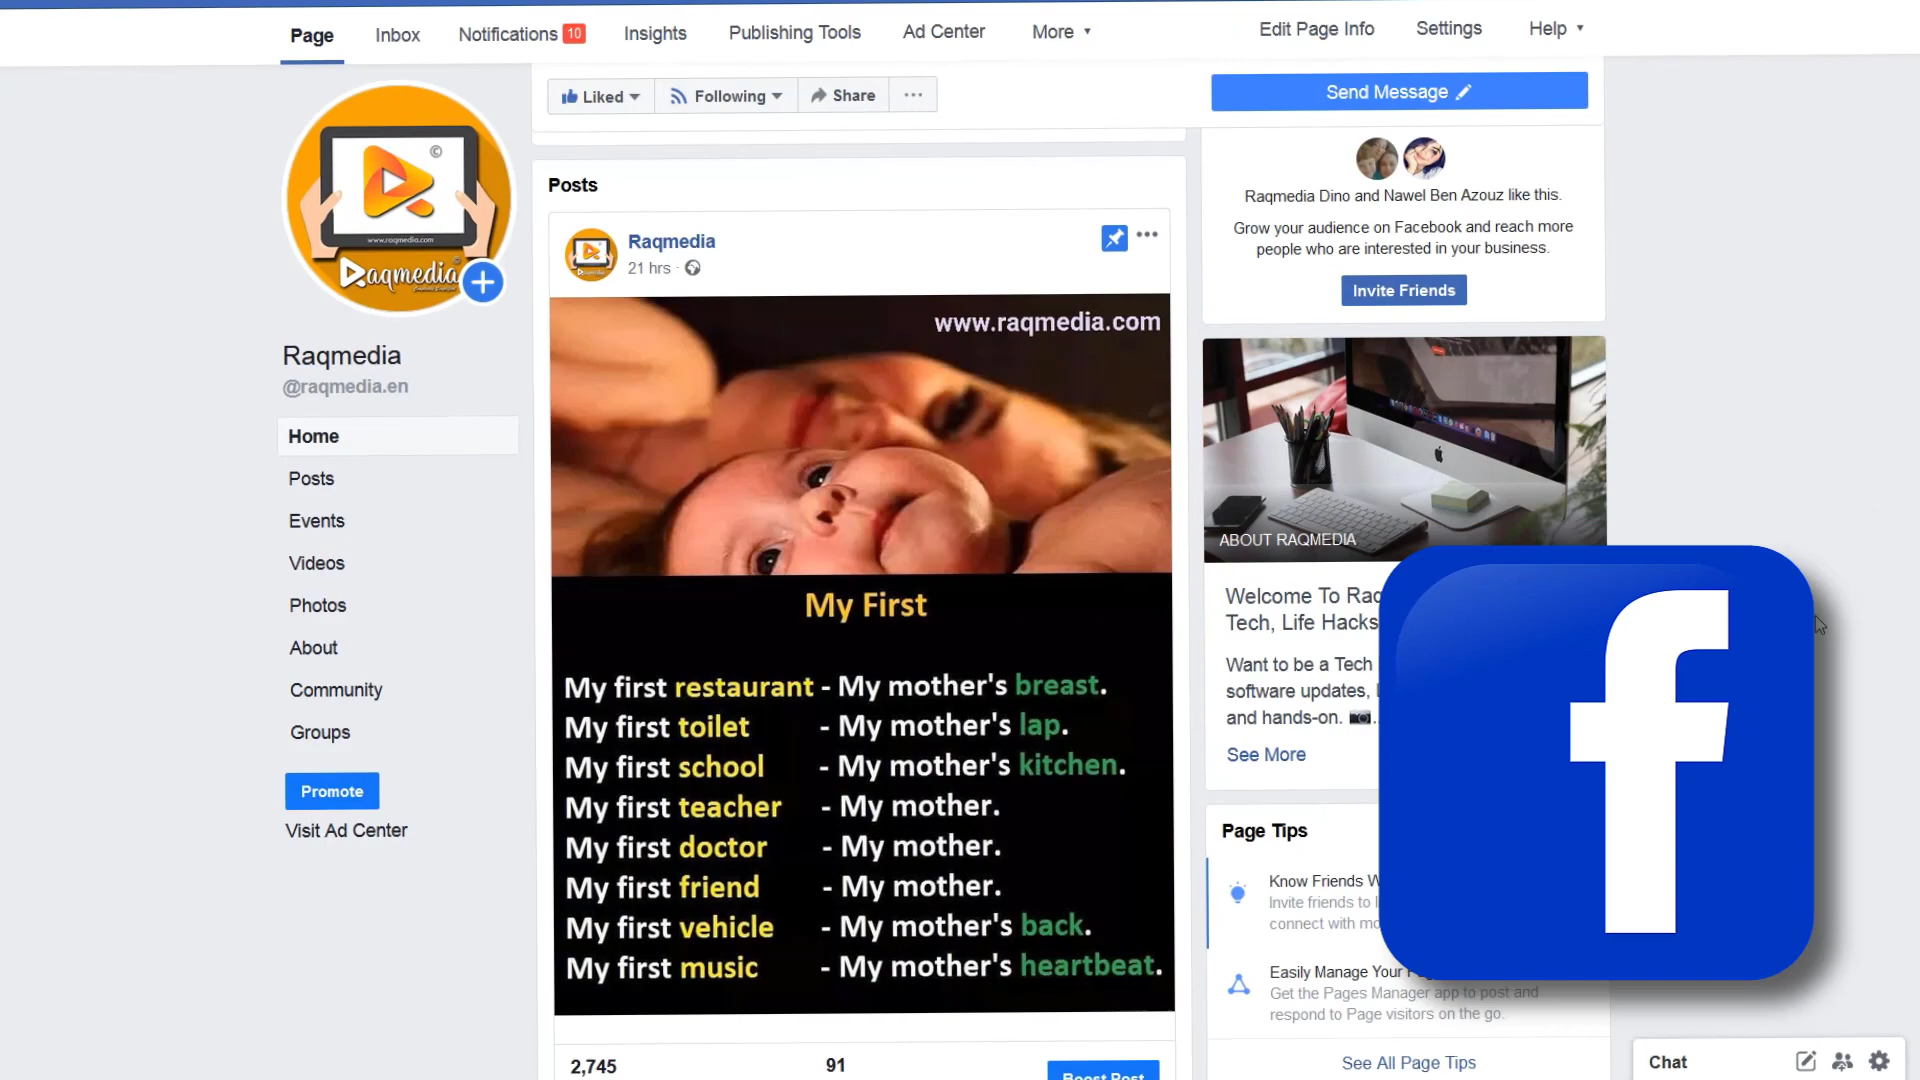 Page
Inbox
Notifications 10
Insights
Publishing Tools
Ad Center
More
Edit Page Info
Settings
Help
Liked
Following
Share
Send Message
www.raqmedia.com
Raqmedia
Raqmedia
@raqmedia.en
Home
Posts
Events
Videos
Photos
About
Community
Groups
Promote
Visit Ad Center
Posts
Raqmedia
21 hrs
www.raqmedia.com
My First
My first restaurant - My mother's breast.
My first toilet - My mother's lap.
My first school - My mother's kitchen.
My first teacher - My mother.
My first doctor - My mother.
My first friend - My mother.
My first vehicle - My mother's back.
My first music - My mother's heartbeat.
2,745
91
Boost Post
Raqmedia Dino and Nawel Ben Azouz like this.
Grow your audience on Facebook and reach more
people who are interested in your business.
Invite Friends
ABOUT RAQMEDIA
Welcome To
Tech, Life Hacks
Want to be a Tech
software updates,
and hands-on. ...
See More
Page Tips
Know Friends
Invite friends to
connect with
Easily Manage Your
Get the Pages Manager app to post and
respond to Page visitors on the go.
See All Page Tips
f
Chat